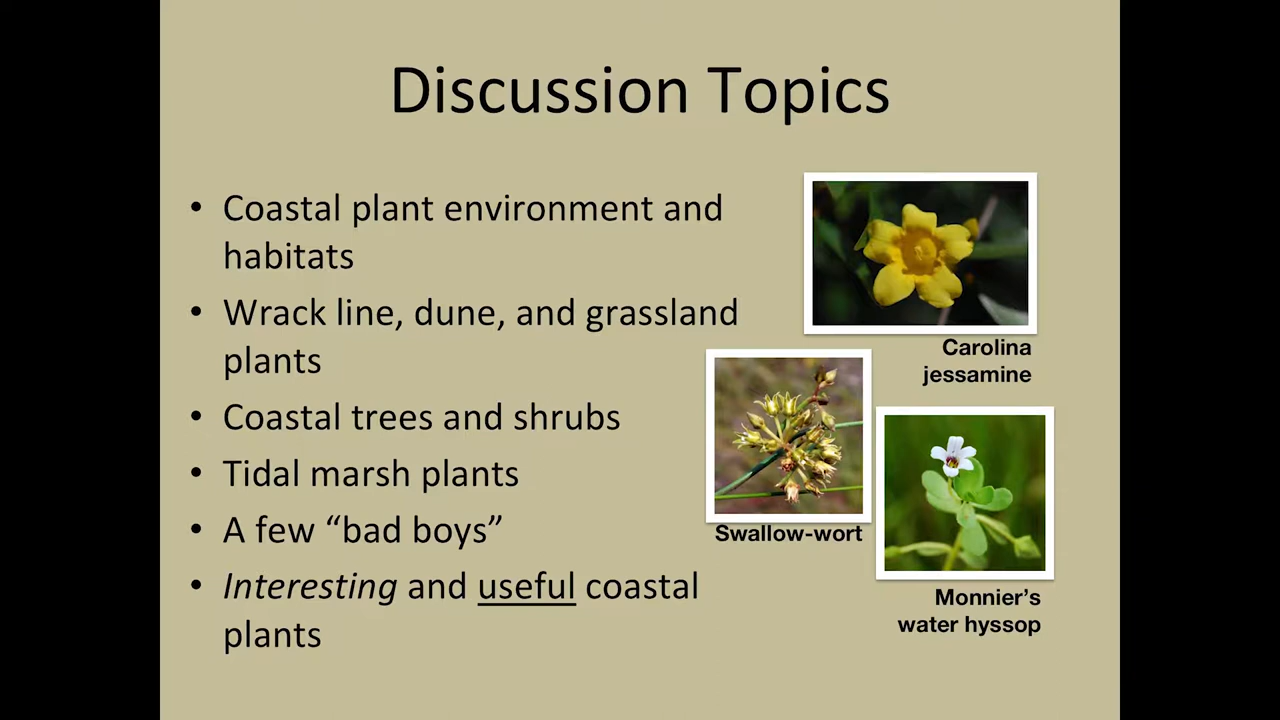 Discussion Topics
• Coastal plant environment and
habitats
• Wrack line, dune, and grassland
plants
• Coastal trees and shrubs
• Tidal marsh plants
• A few “bad boys”
• Interesting and useful coastal
plants
Carolina
jessamine
Swallow-wort
Monnier’s
water hyssop